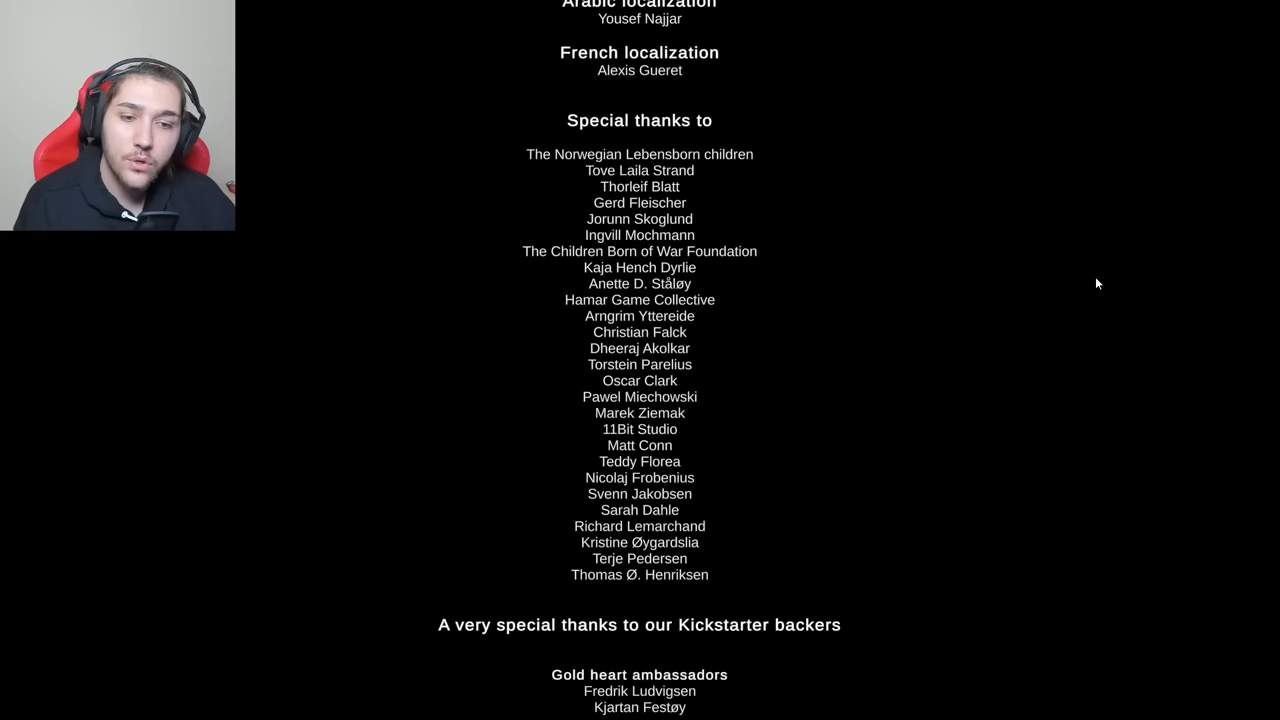 Arabic localization
Yousef Najjar
French localization
Alexis Gueret
Special thanks to
The Norwegian Lebensborn children
Tove Laila Strand
Thorleif Blatt
Gerd Fleischer
Jorunn Skoglund
Ingvill Mochmann
The Children Born of War Foundation
Kaja Hench Dyrlie
Anette D. Ståløy
Hamar Game Collective
Arngrim Yttereide
Christian Falck
Dheeraj Akolkar
Torstein Parelius
Oscar Clark
Pawel Miechowski
Marek Ziemak
11Bit Studio
Matt Conn
Teddy Florea
Nicolaj Frobenius
Svenn Jakobsen
Sarah Dahle
Richard Lemarchand
Kristine Øygardslia
Terje Pedersen
Thomas Ø. Henriksen
A very special thanks to our Kickstarter backers
Gold heart ambassadors
Fredrik Ludvigsen
Kjartan Festøy